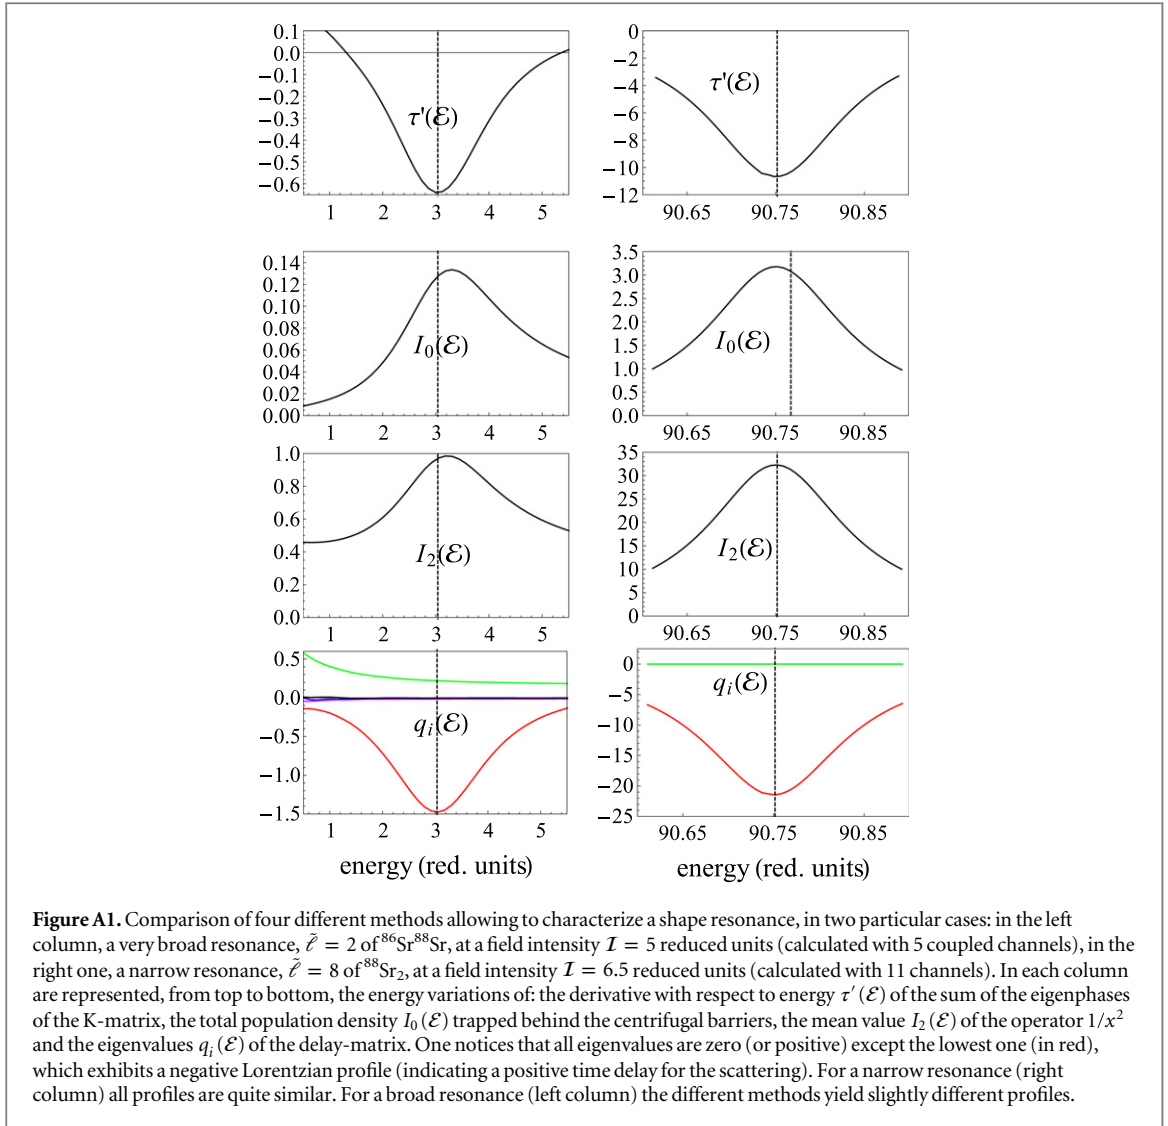 0.1
0.0
−0.1
−0.2
−0.3
−0.4
−0.5
−0.6
τ'(ℰ)
1 2 3 4 5
0
−2
−4
−6
−8
−10
−12
τ'(ℰ)
90.65 90.75 90.85
0.14
0.12
0.10
0.08
0.06
0.04
0.02
0.00
I₀(ℰ)
1 2 3 4 5
3.5
3.0
2.5
2.0
1.5
1.0
0.5
0.0
I₀(ℰ)
90.65 90.75 90.85
1.0
0.8
0.6
0.4
0.2
0.0
I₂(ℰ)
1 2 3 4 5
35
30
25
20
15
10
5
0
I₂(ℰ)
90.65 90.75 90.85
0.5
0.0
−0.5
−1.0
−1.5
qᵢ(ℰ)
1 2 3 4 5
energy (red. units)
0
−5
−10
−15
−20
−25
qᵢ(ℰ)
90.65 90.75 90.85
energy (red. units)
Figure A1. Comparison of four different methods allowing to characterize a shape resonance, in two particular cases: in the left
column, a very broad resonance, ℓ̃ = 2 of ⁸⁶Sr⁸⁸Sr, at a field intensity ℐ = 5 reduced units (calculated with 5 coupled channels), in the
right one, a narrow resonance, ℓ̃ = 8 of ⁸⁸Sr₂, at a field intensity ℐ = 6.5 reduced units (calculated with 11 channels). In each column
are represented, from top to bottom, the energy variations of: the derivative with respect to energy τ′(ℰ) of the sum of the eigenphases
of the K-matrix, the total population density I₀(ℰ) trapped behind the centrifugal barriers, the mean value I₂(ℰ) of the operator 1/x²
and the eigenvalues qᵢ(ℰ) of the delay-matrix. One notices that all eigenvalues are zero (or positive) except the lowest one (in red),
which exhibits a negative Lorentzian profile (indicating a positive time delay for the scattering). For a narrow resonance (right
column) all profiles are quite similar. For a broad resonance (left column) the different methods yield slightly different profiles.